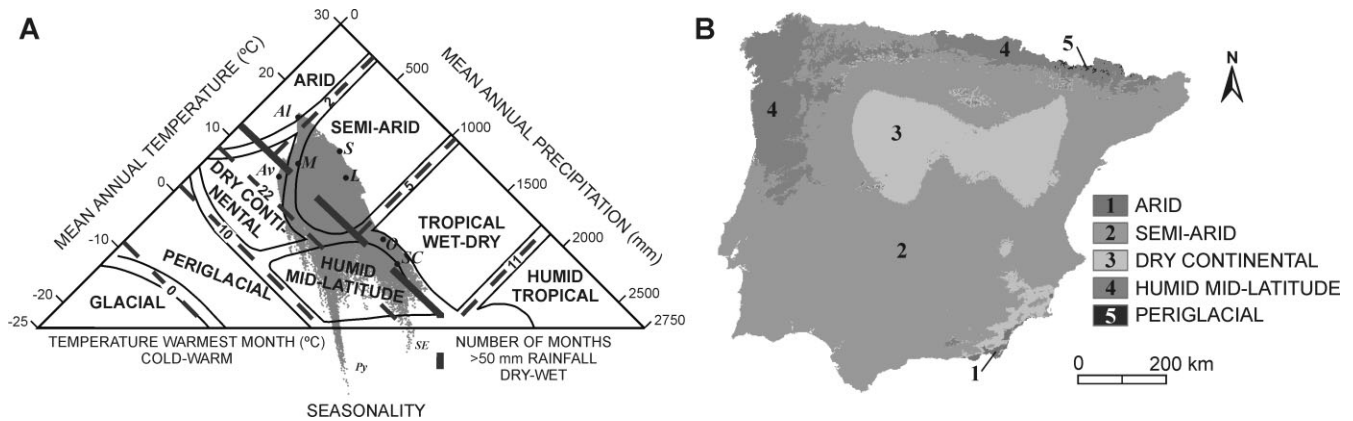 A
MEAN ANNUAL TEMPERATURE (ºC)
30
20
10
0
-10
-20
-25
MEAN ANNUAL PRECIPITATION (mm)
0
500
1000
1500
2000
2500
2750
ARID
2
Al
SEMI-ARID
S
M
Av
L
22
DRY CONTI-
NENTAL
5
TROPICAL
WET-DRY
O
SC
10
HUMID
MID-LATITUDE
11
HUMID
TROPICAL
PERIGLACIAL
GLACIAL
0
TEMPERATURE WARMEST MONTH (ºC)
COLD-WARM
Py
SE
NUMBER OF MONTHS
>50 mm RAINFALL
DRY-WET
SEASONALITY
B
4
5
N
4
3
2
1
1 ARID
2 SEMI-ARID
3 DRY CONTINENTAL
4 HUMID MID-LATITUDE
5 PERIGLACIAL
0 200 km